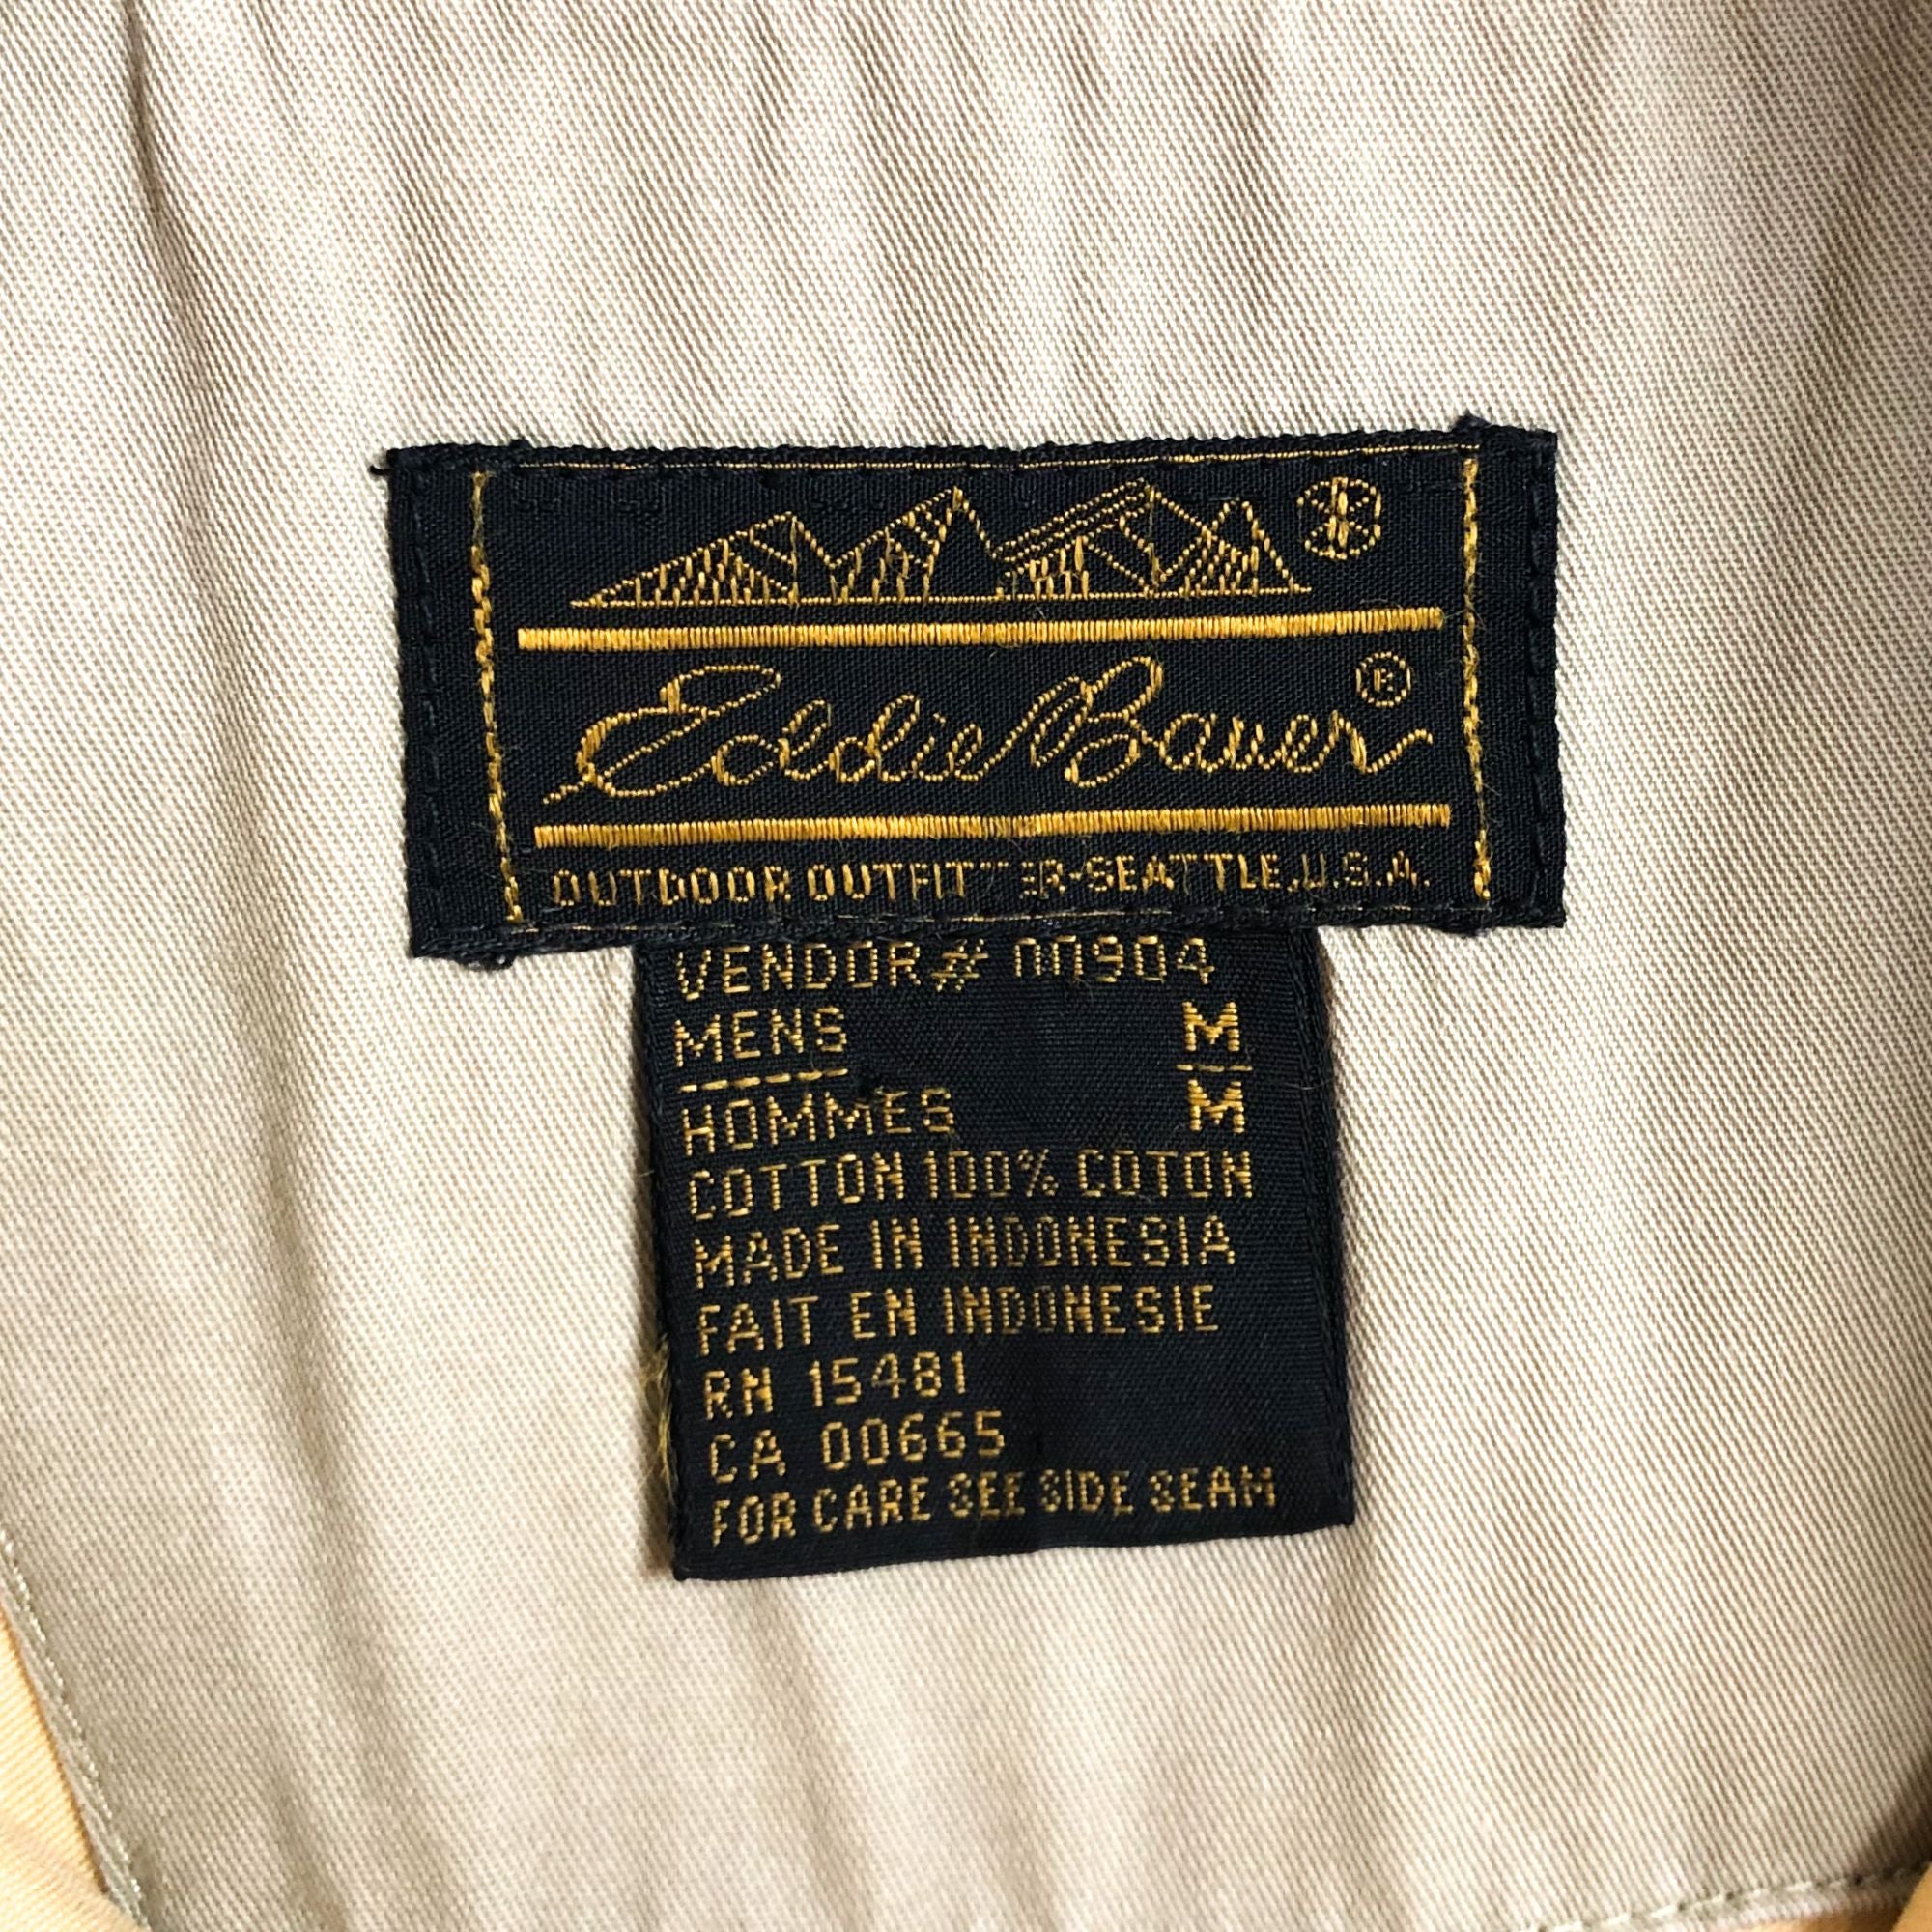 Eddie Bauer®
OUTDOOR OUTFITTER-SEATTLE, U.S.A.
VENDOR# 00904
MENS M
HOMMES M
COTTON 100% COTON
MADE IN INDONESIA
FAIT EN INDONESIE
RN 15481
CA 00665
FOR CARE SEE SIDE SEAM